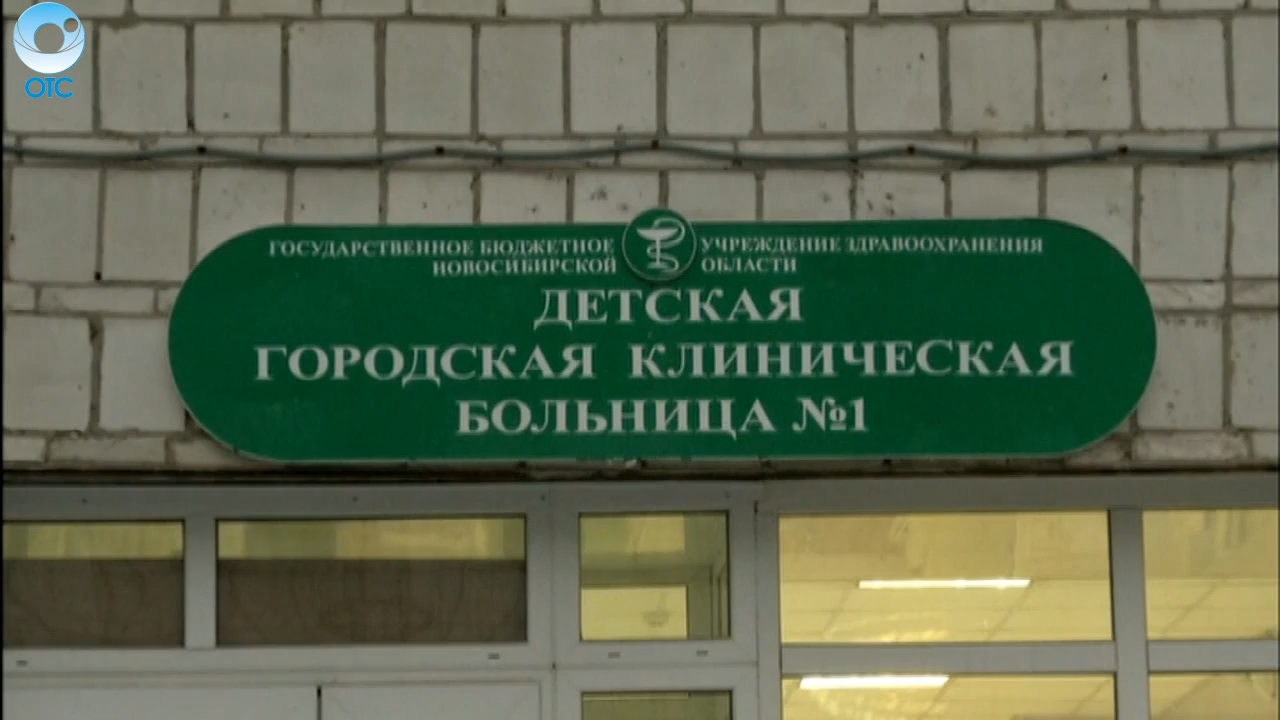 ОТС
ГОСУДАРСТВЕННОЕ БЮДЖЕТНОЕ УЧРЕЖДЕНИЕ ЗДРАВООХРАНЕНИЯ
НОВОСИБИРСКОЙ ОБЛАСТИ
ДЕТСКАЯ
ГОРОДСКАЯ КЛИНИЧЕСКАЯ
БОЛЬНИЦА №1